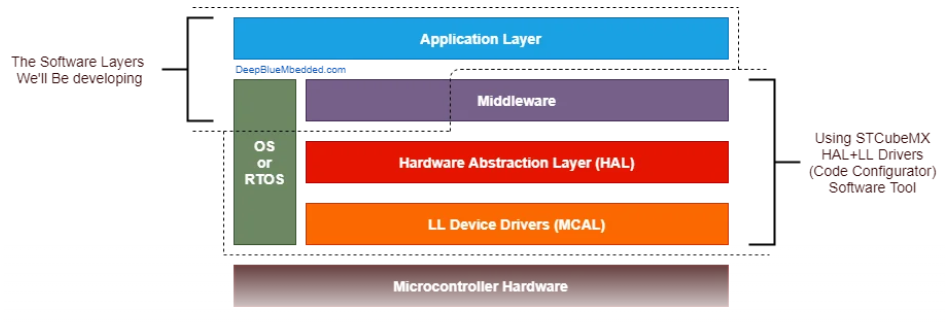 Application Layer
The Software Layers
We'll Be developing
DeepBlueMbedded.com
Middleware
OS
or
RTOS
Hardware Abstraction Layer (HAL)
Using STCubeMX
HAL+LL Drivers
(Code Configurator)
Software Tool
LL Device Drivers (MCAL)
Microcontroller Hardware